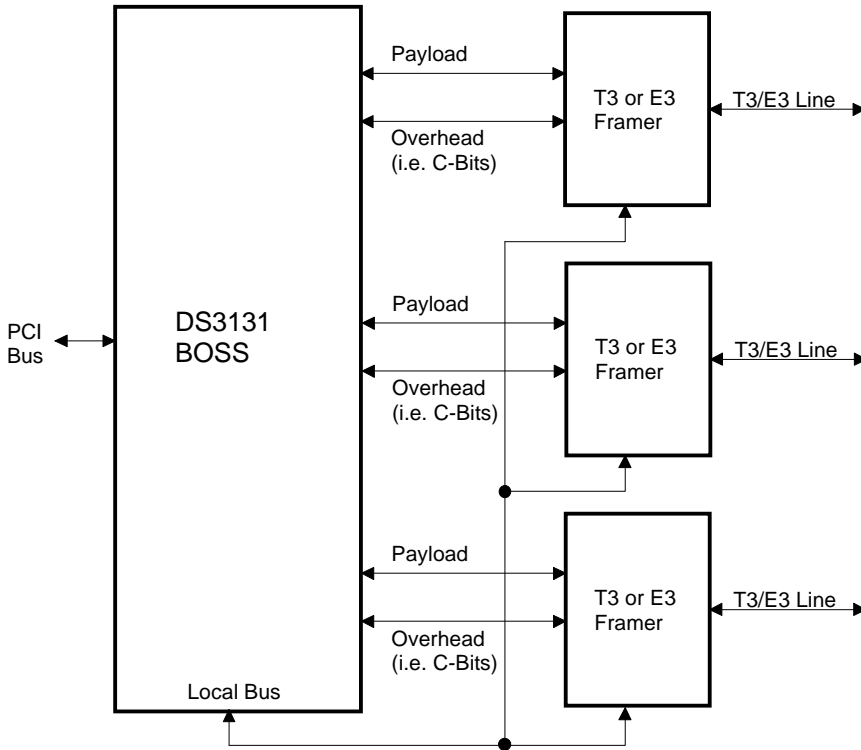 Payload
T3 or E3
Framer
T3/E3 Line
Overhead
(i.e. C-Bits)
PCI
Bus
DS3131
BOSS
Payload
T3 or E3
Framer
T3/E3 Line
Overhead
(i.e. C-Bits)
Payload
T3 or E3
Framer
T3/E3 Line
Overhead
(i.e. C-Bits)
Local Bus